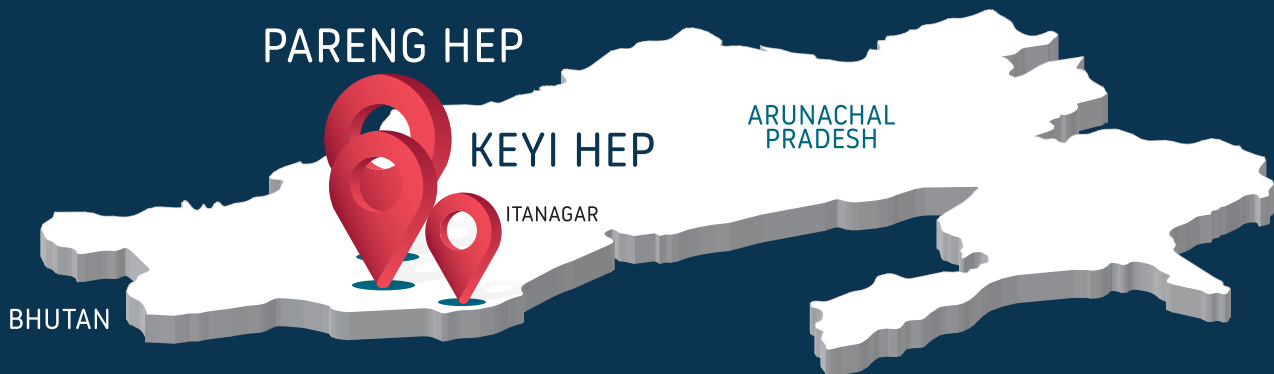 PARENG HEP
KEYI HEP
ARUNACHAL
PRADESH
ITANAGAR
BHUTAN